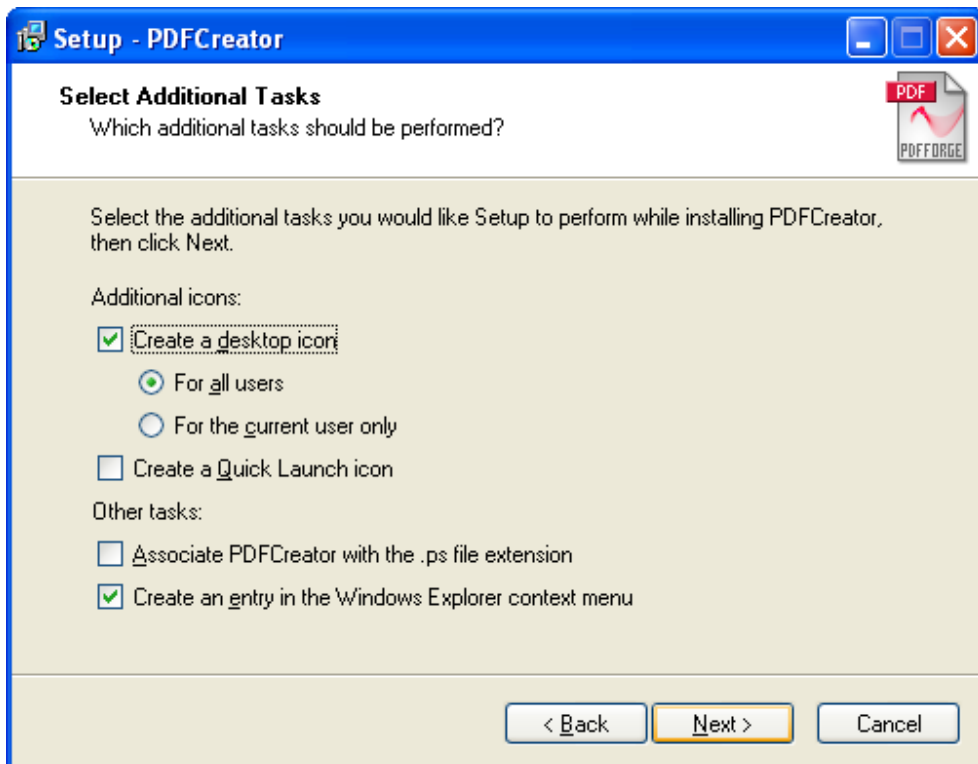 Setup - PDFCreator
Select Additional Tasks
Which additional tasks should be performed?
PDF
PDFFORGE
Select the additional tasks you would like Setup to perform while installing PDFCreator,
then click Next.
Additional icons:
Create a desktop icon
For all users
For the current user only
Create a Quick Launch icon
Other tasks:
Associate PDFCreator with the .ps file extension
Create an entry in the Windows Explorer context menu
< Back
Next >
Cancel